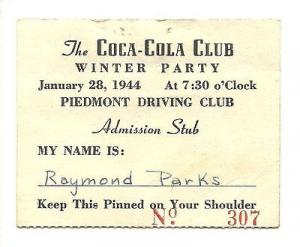 The COCA-COLA CLUB
WINTER PARTY
January 28, 1944 At 7:30 o'Clock
PIEDMONT DRIVING CLUB
Admission Stub
MY NAME IS:
Raymond Parks
Keep This Pinned on Your Shoulder
No. 307